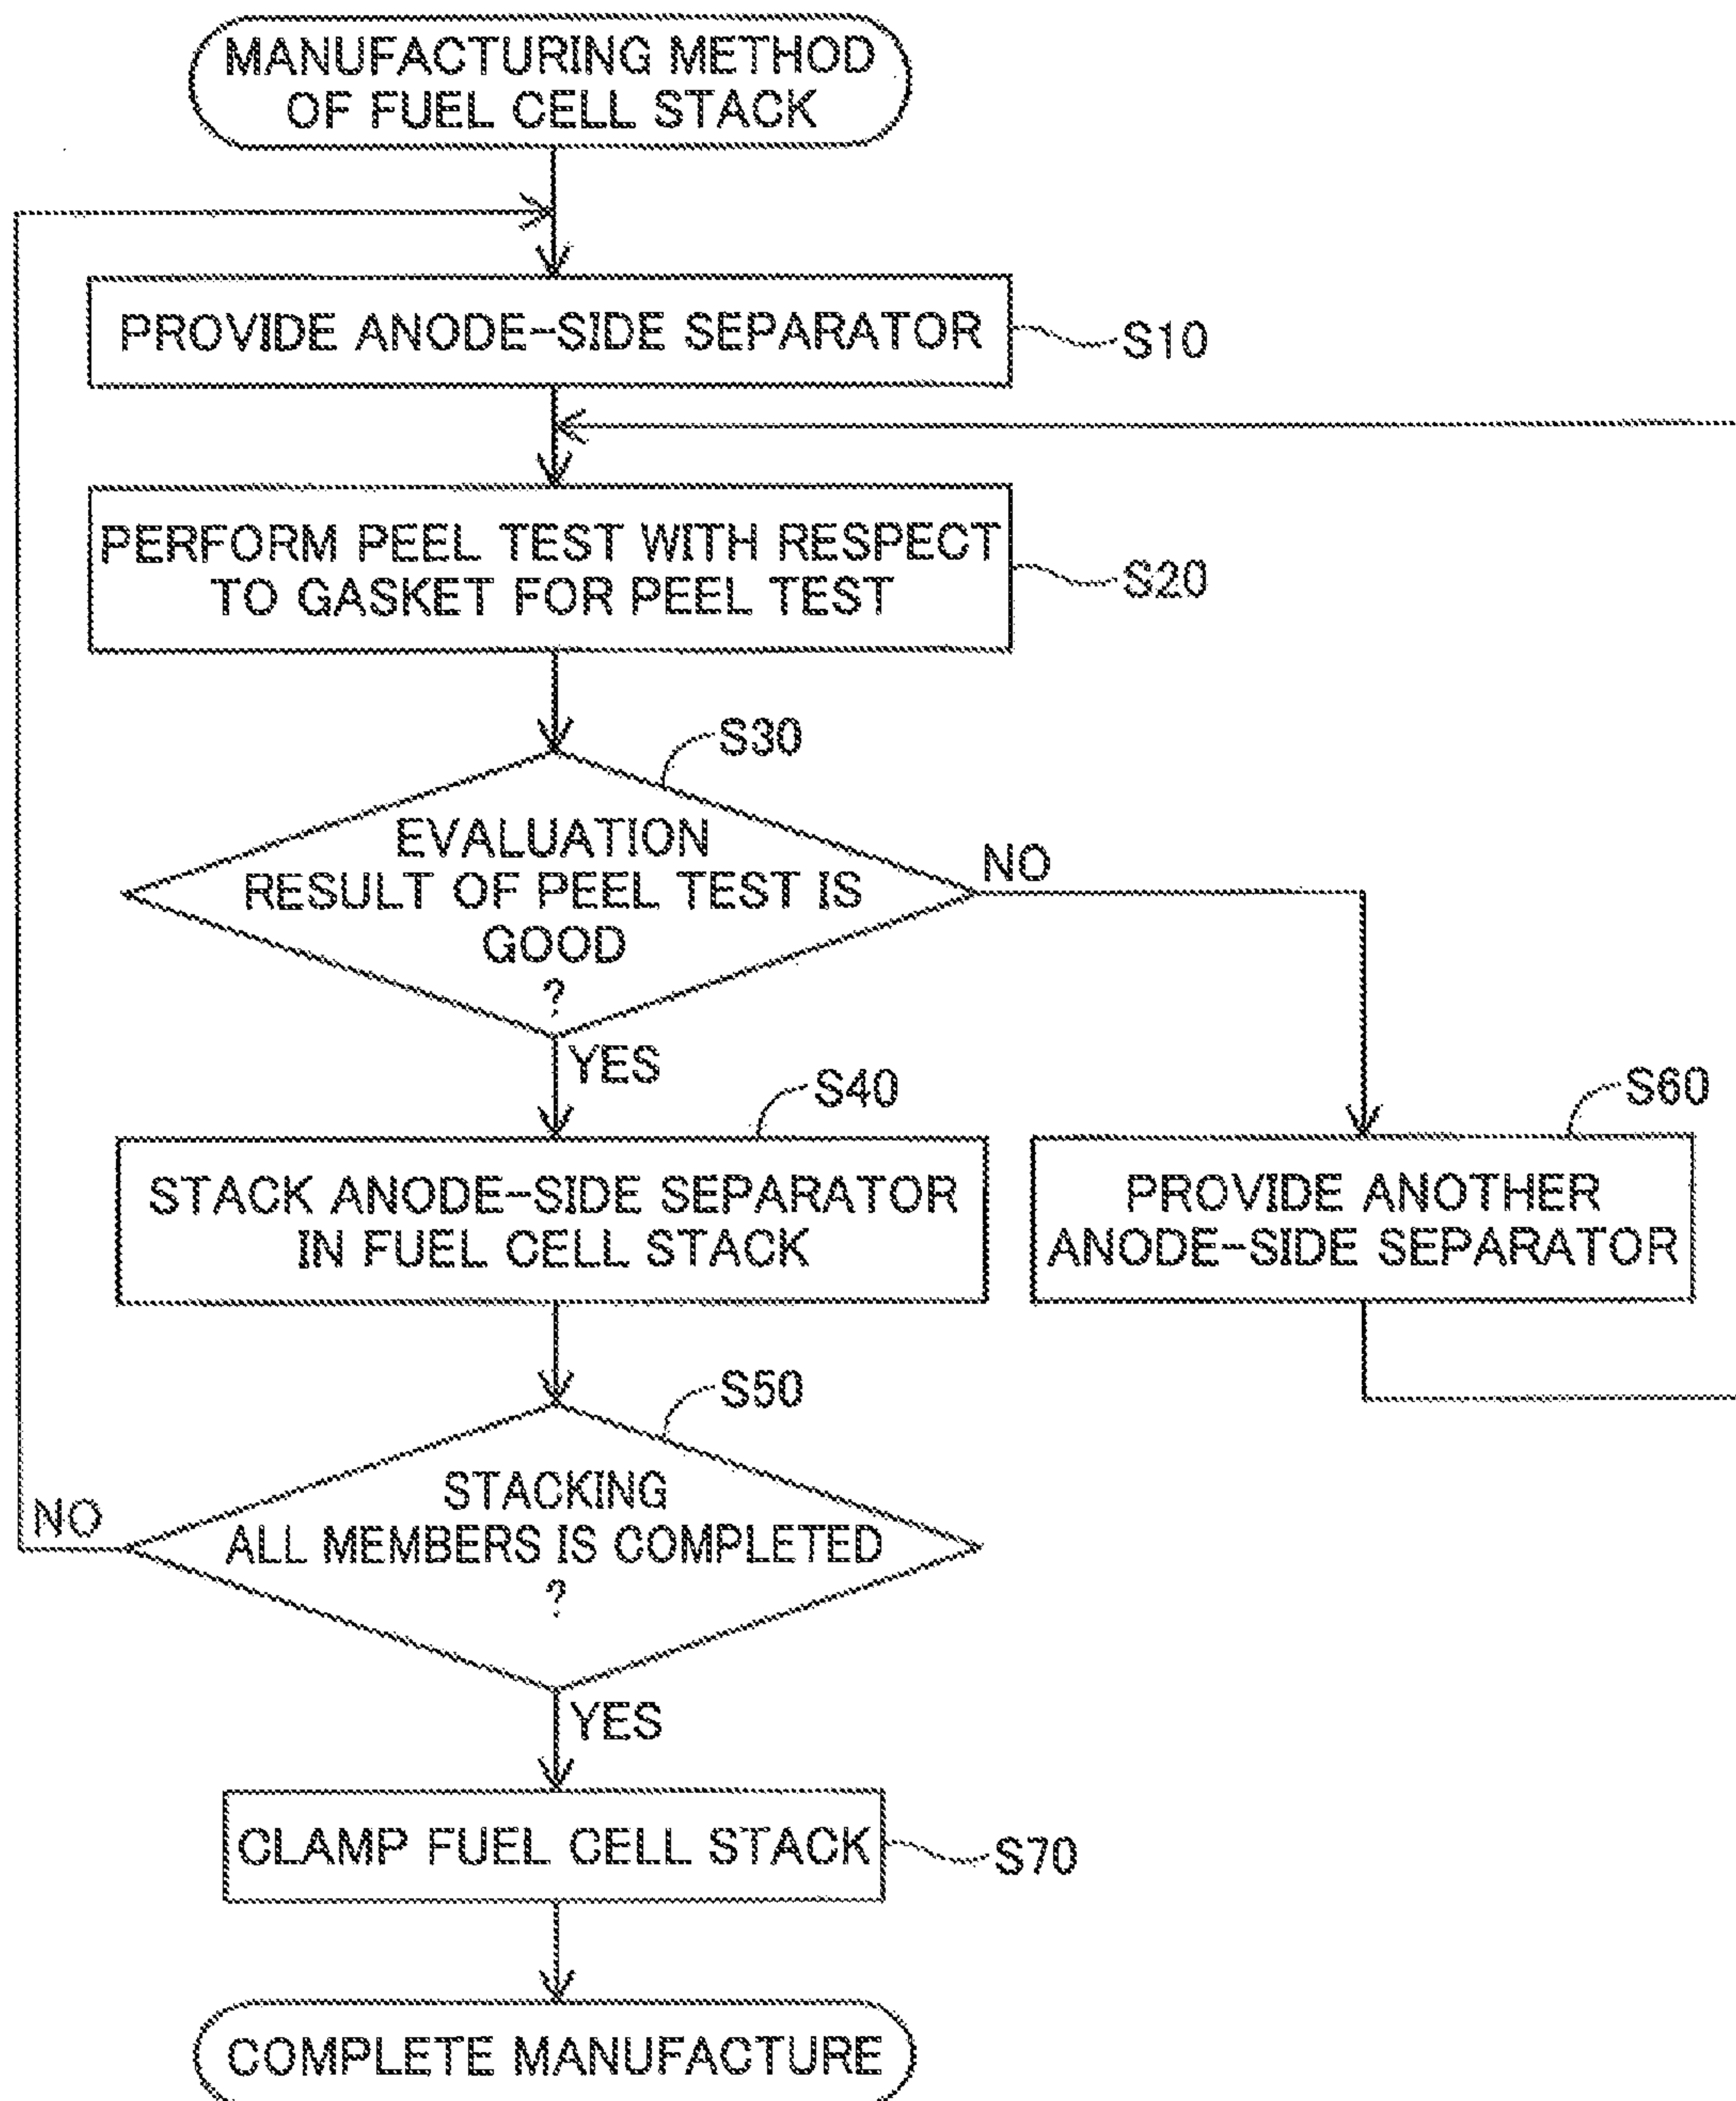 MANUFACTURING METHOD
OF FUEL CELL STACK
PROVIDE ANODE-SIDE SEPARATOR
S10
PERFORM PEEL TEST WITH RESPECT
TO GASKET FOR PEEL TEST
S20
S30
EVALUATION
RESULT OF PEEL TEST IS
GOOD
?
NO
YES
S40
STACK ANODE-SIDE SEPARATOR
IN FUEL CELL STACK
S60
PROVIDE ANOTHER
ANODE-SIDE SEPARATOR
S50
STACKING
ALL MEMBERS IS COMPLETED
?
NO
YES
CLAMP FUEL CELL STACK
S70
COMPLETE MANUFACTURE